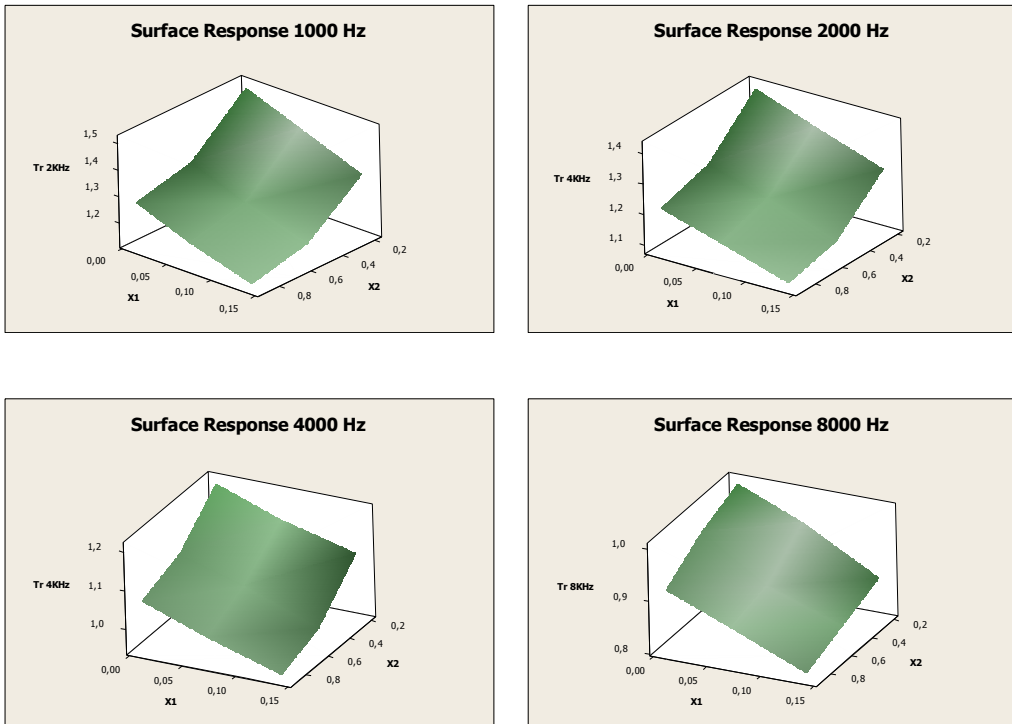 Surface Response 1000 Hz
1,5
1,4
Tr 2KHz
1,3
1,2
0,00
0,05
0,10
0,15
X1
0,2
0,4
0,6
0,8
X2
Surface Response 2000 Hz
1,4
Tr 4KHz
1,3
1,2
1,1
0,00
0,05
0,10
0,15
X1
0,2
0,4
0,6
0,8
X2
Surface Response 4000 Hz
1,2
Tr 4KHz
1,1
1,0
0,00
0,05
0,10
0,15
X1
0,2
0,4
0,6
0,8
X2
Surface Response 8000 Hz
1,0
Tr 8KHz
0,9
0,8
0,00
0,05
0,10
0,15
X1
0,2
0,4
0,6
0,8
X2